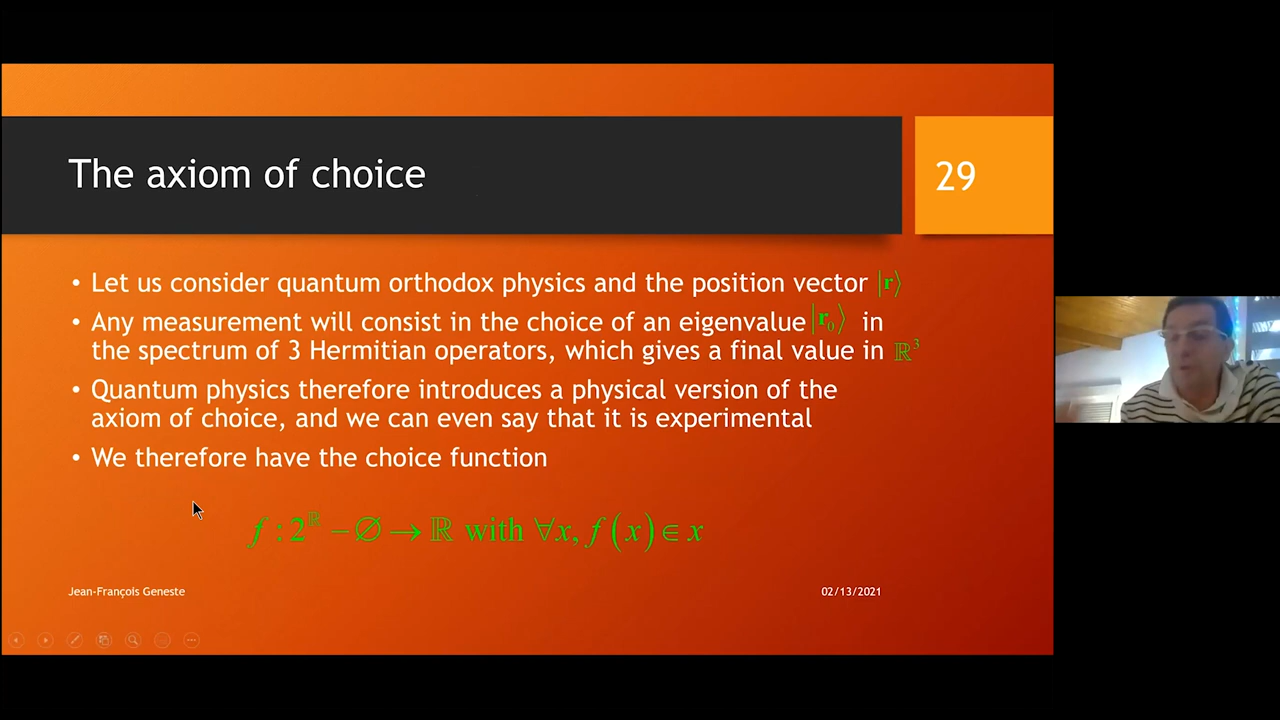 The axiom of choice
29
• Let us consider quantum orthodox physics and the position vector |r⟩
• Any measurement will consist in the choice of an eigenvalue |r₀⟩ in
the spectrum of 3 Hermitian operators, which gives a final value in ℝ³
• Quantum physics therefore introduces a physical version of the
axiom of choice, and we can even say that it is experimental
• We therefore have the choice function
f : 2^ℝ − ∅ → ℝ with ∀x, f(x) ∈ x
Jean-François Geneste
02/13/2021